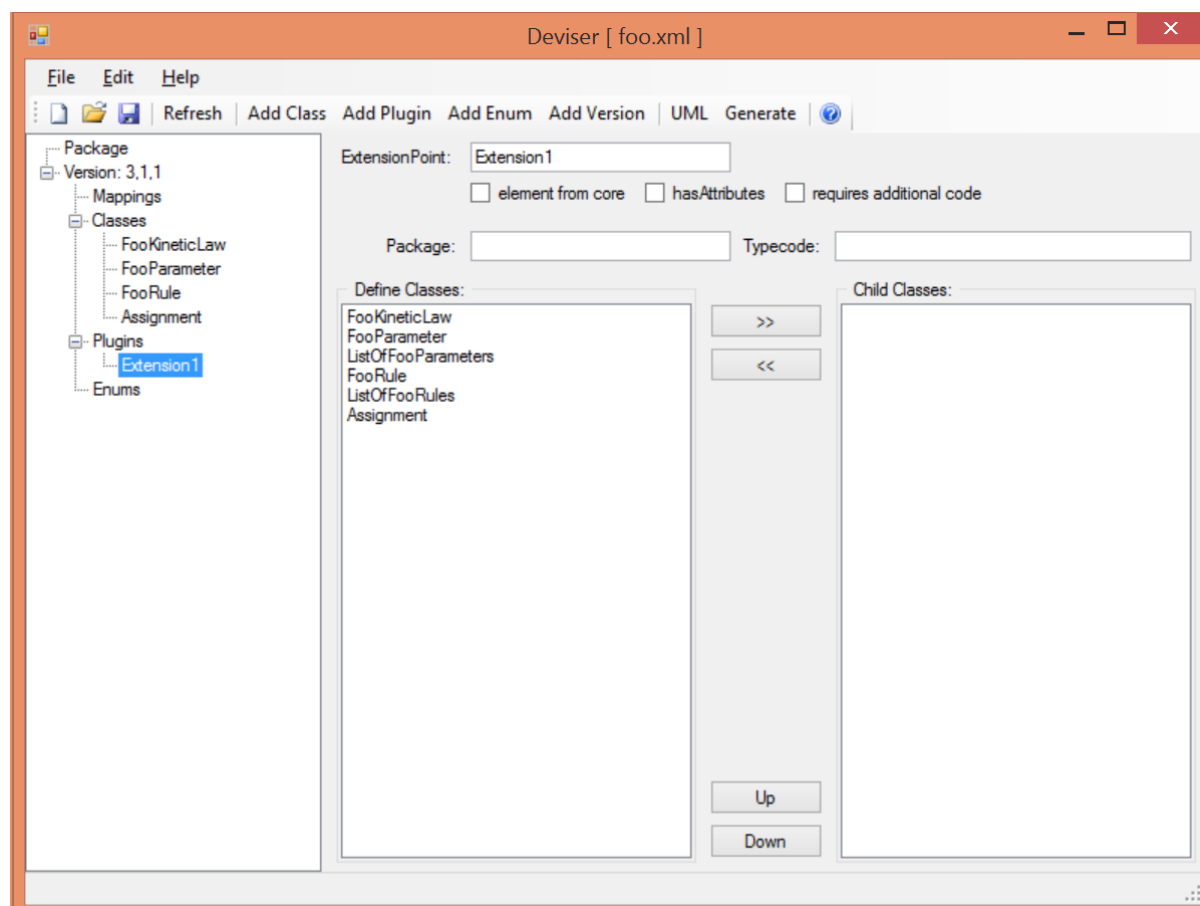 Deviser [ foo.xml ]
File Edit Help
Refresh Add Class Add Plugin Add Enum Add Version UML Generate
Package
Version: 3,1,1
Mappings
Classes
FooKineticLaw
FooParameter
FooRule
Assignment
Plugins
Extension1
Enums
ExtensionPoint: Extension1
element from core hasAttributes requires additional code
Package: Typecode:
Define Classes:
FooKineticLaw
FooParameter
ListOfFooParameters
FooRule
ListOfFooRules
Assignment
>>
<<
Up
Down
Child Classes: